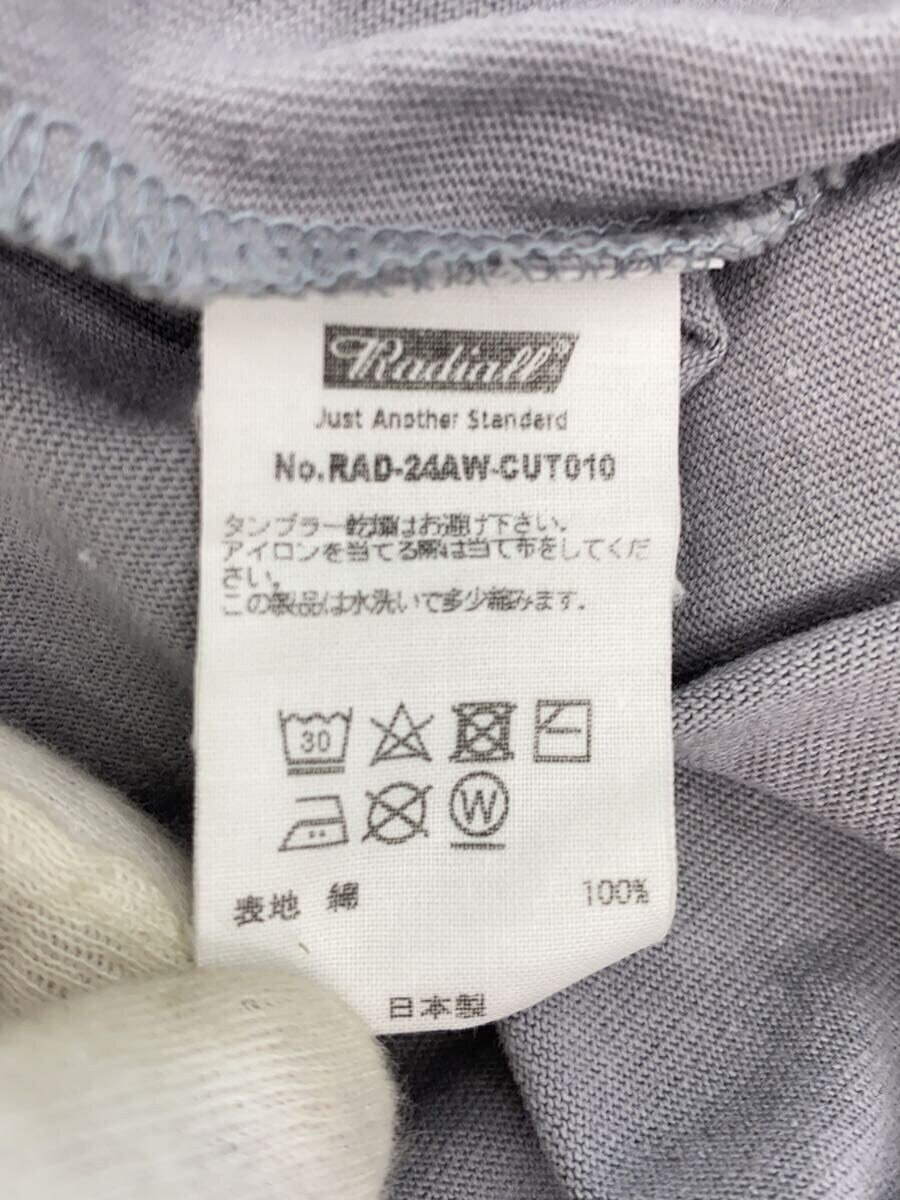 Radiall
Just Another Standard
No.RAD-24AW-CUT010
タンブラー乾燥はお避け下さい。
アイロンを当てる際は当て布をしてくだ
さい。
この製品は水洗いで多少縮みます。
30
W
表地 綿 100%
日本製